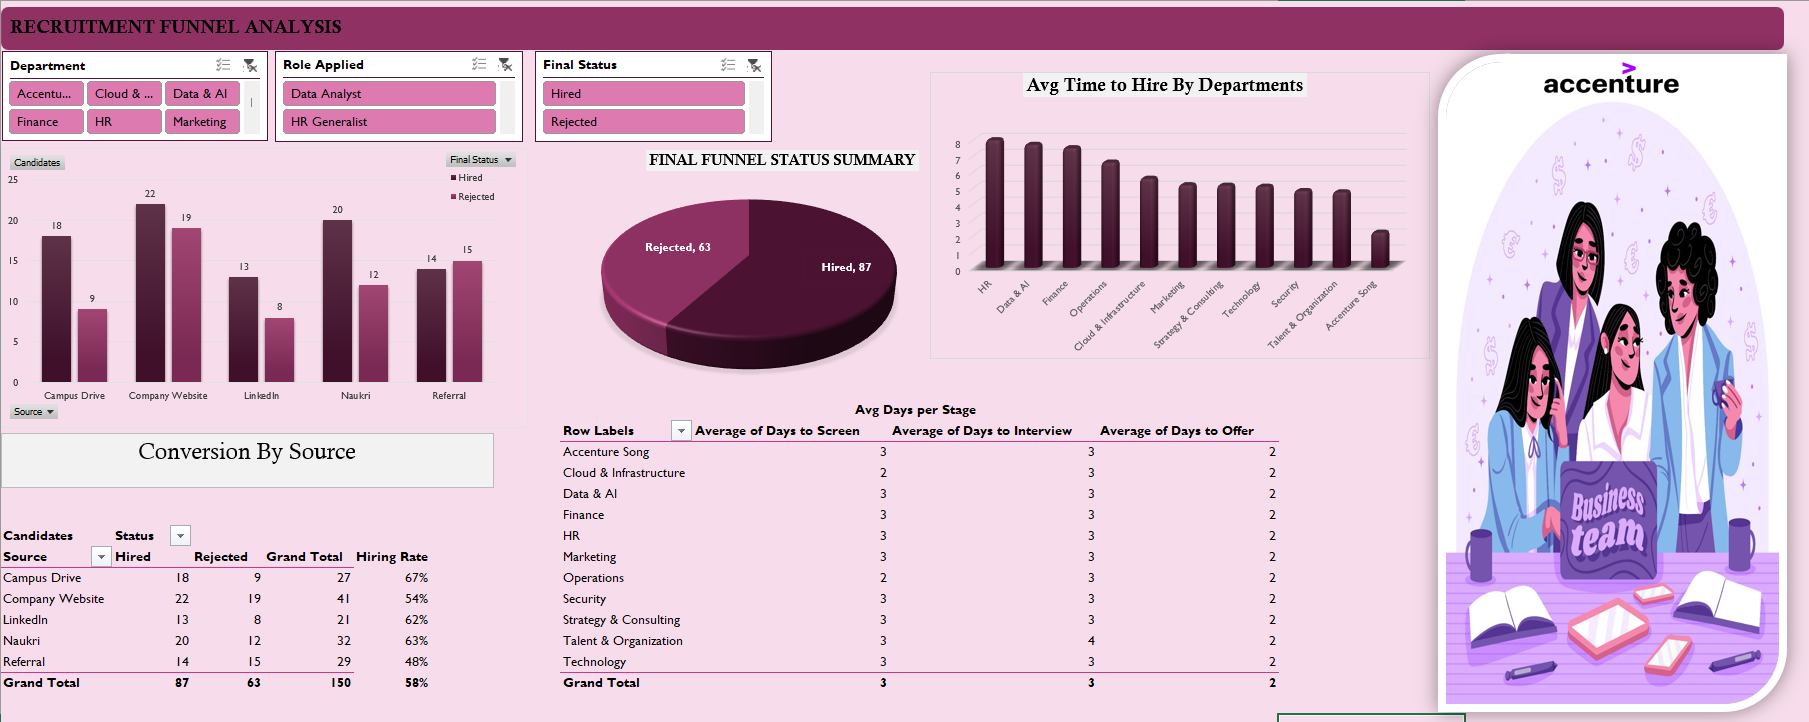 RECRUITMENT FUNNEL ANALYSIS
Department
Accentu...
Cloud & ...
Data & AI
Finance
HR
Marketing
Role Applied
Data Analyst
HR Generalist
Final Status
Hired
Rejected
Candidates
Final Status
Hired
Rejected
25
20
15
10
5
0
18
9
22
19
13
8
20
12
14
15
Campus Drive
Company Website
LinkedIn
Naukri
Referral
Source
Conversion By Source
FINAL FUNNEL STATUS SUMMARY
Rejected, 63
Hired, 87
Avg Time to Hire By Departments
8
7
6
5
4
3
2
1
0
HR
Data & AI
Finance
Operations
Cloud & Infrastructure
Marketing
Strategy & Consulting
Technology
Security
Talent & Organization
Accenture Song
Candidates Status
Source Hired Rejected Grand Total Hiring Rate
Campus Drive 18 9 27 67%
Company Website 22 19 41 54%
LinkedIn 13 8 21 62%
Naukri 20 12 32 63%
Referral 14 15 29 48%
Grand Total 87 63 150 58%
Avg Days per Stage
Row Labels Average of Days to Screen Average of Days to Interview Average of Days to Offer
Accenture Song 3 3 2
Cloud & Infrastructure 2 3 2
Data & AI 3 3 2
Finance 3 3 2
HR 3 3 2
Marketing 3 3 2
Operations 2 3 2
Security 3 3 2
Strategy & Consulting 3 3 2
Talent & Organization 3 4 2
Technology 3 3 2
Grand Total 3 3 2
accenture
Business
team